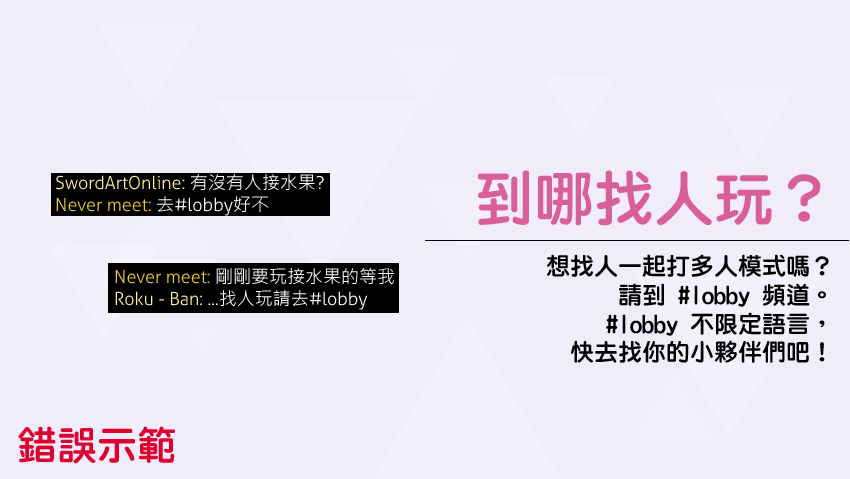 SwordArtOnline: 有沒有人接水果?
Never meet: 去#lobby好不
Never meet: 剛剛要玩接水果的等我
Roku - Ban: ...找人玩請去#lobby
到哪找人玩？
想找人一起打多人模式嗎？
請到 #lobby 頻道。
#lobby 不限定語言，
快去找你的小夥伴們吧！
錯誤示範